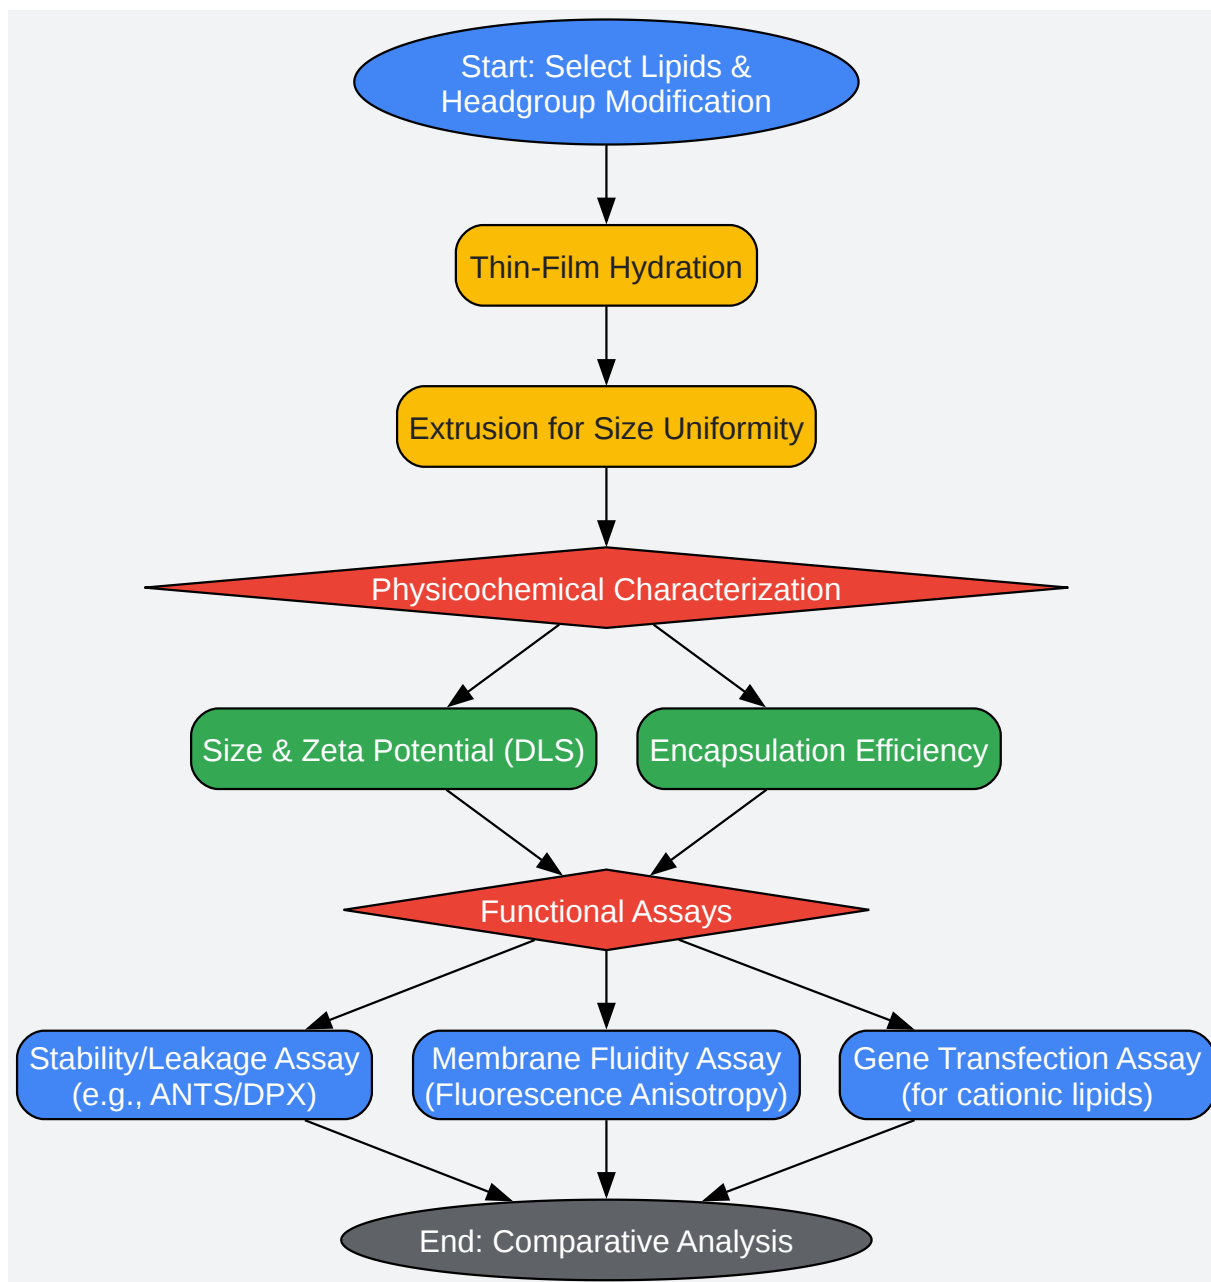 Start: Select Lipids &
Headgroup Modification
Thin-Film Hydration
Extrusion for Size Uniformity
Physicochemical Characterization
Size & Zeta Potential (DLS)
Encapsulation Efficiency
Functional Assays
Stability/Leakage Assay
(e.g., ANTS/DPX)
Membrane Fluidity Assay
(Fluorescence Anisotropy)
Gene Transfection Assay
(for cationic lipids)
End: Comparative Analysis